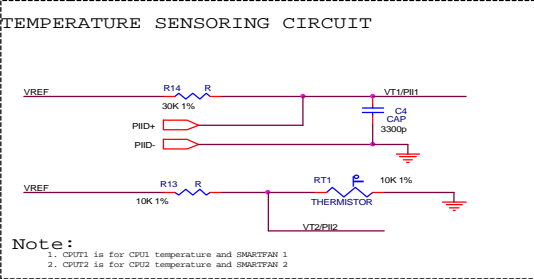 TEMPERATURE SENSORING CIRCUIT
VREF R14 R VT1/PII1
30K 1%
C4
CAP
3300p
PIID+
PIID-
VREF R13 R RT1 10K 1%
10K 1% THERMISTOR
VT2/PII2
Note:
1. CPUT1 is for CPU1 temperature and SMARTFAN 1
2. CPUT2 is for CPU2 temperature and SMARTFAN 2